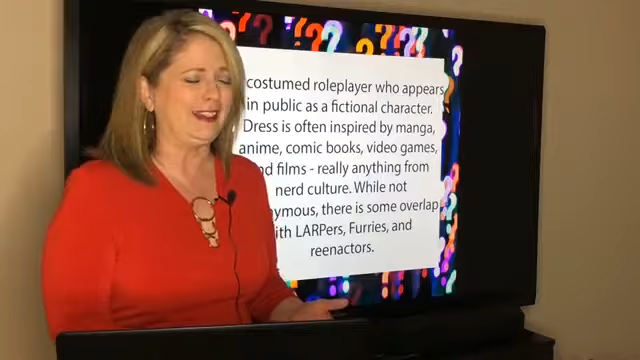 costumed roleplayer who appears
in public as a fictional character.
Dress is often inspired by manga,
anime, comic books, video games,
films - really anything from
nerd culture. While not
there is some overlap
LARPers, Furries, and
reenactors.